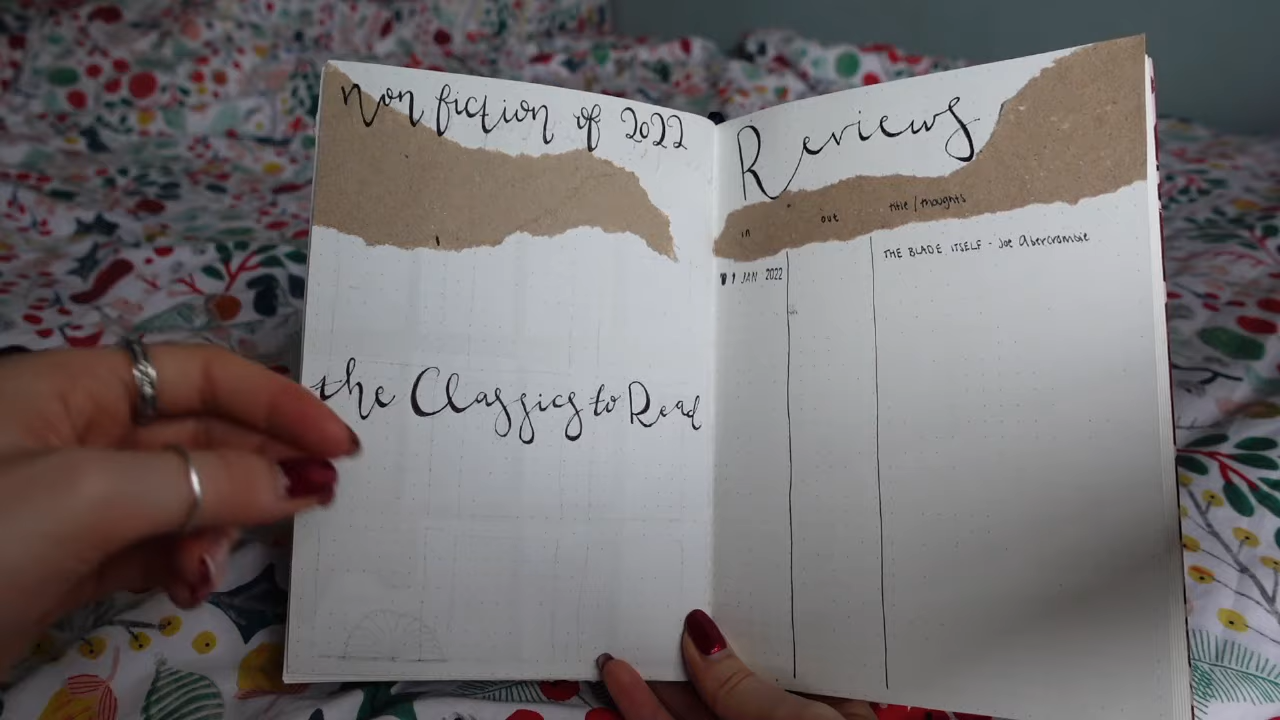 non fiction of 2022
the Classics to Read
Reviews
in out title / thoughts
01 JAN 2022 THE BLADE ITSELF - Joe Abercrombie